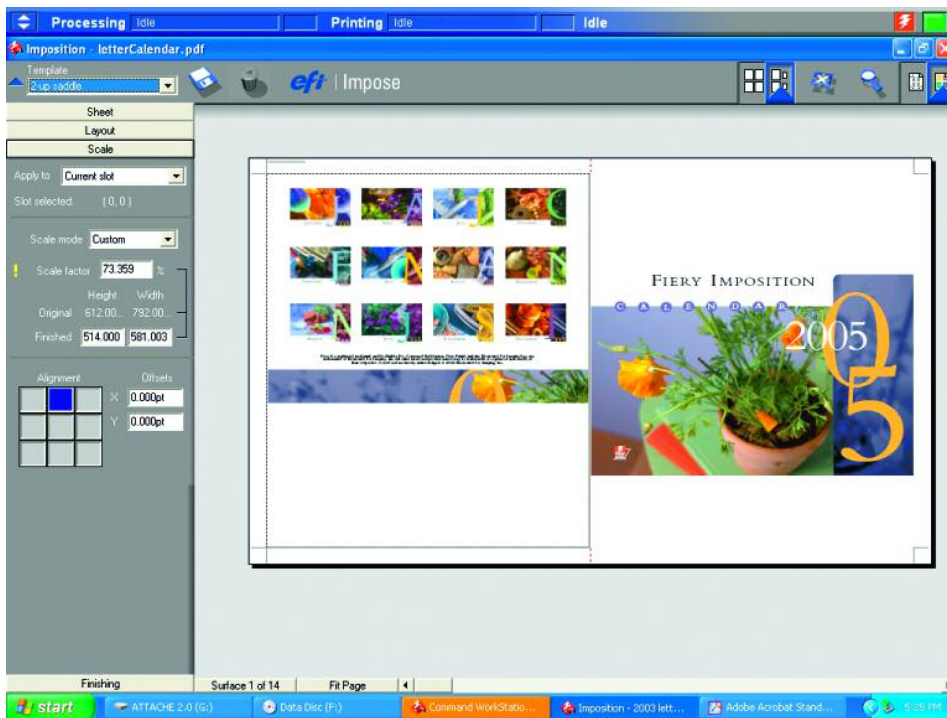 Processing Idle Printing Idle Idle
Imposition - letterCalendar.pdf
Template
2-up saddle
efi Impose
Sheet
Layout
Scale
Apply to Current slot
Slot selected (0, 0)
Scale mode Custom
Scale factor 73.359 %
Height Width
Original 612.00... 792.00...
Finished 514.000 581.003
Alignment Offsets
X 0.000pt
Y 0.000pt
J A J O
F M A N
N J S
FIERY IMPOSITION
CALENDAR
2005
05
Finishing
Surface 1 of 14 Fit Page
start ATTACHE 2.0 (G:) Data Disc (F:) Command WorkStatio... Imposition - 2003 lett... Adobe Acrobat Stand... 5:25 PM